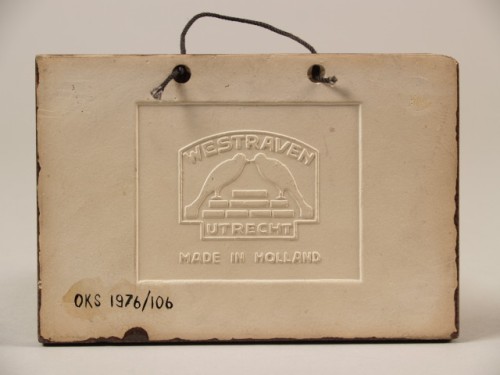 WESTRAVEN
UTRECHT
MADE IN HOLLAND
OKS 1976/106